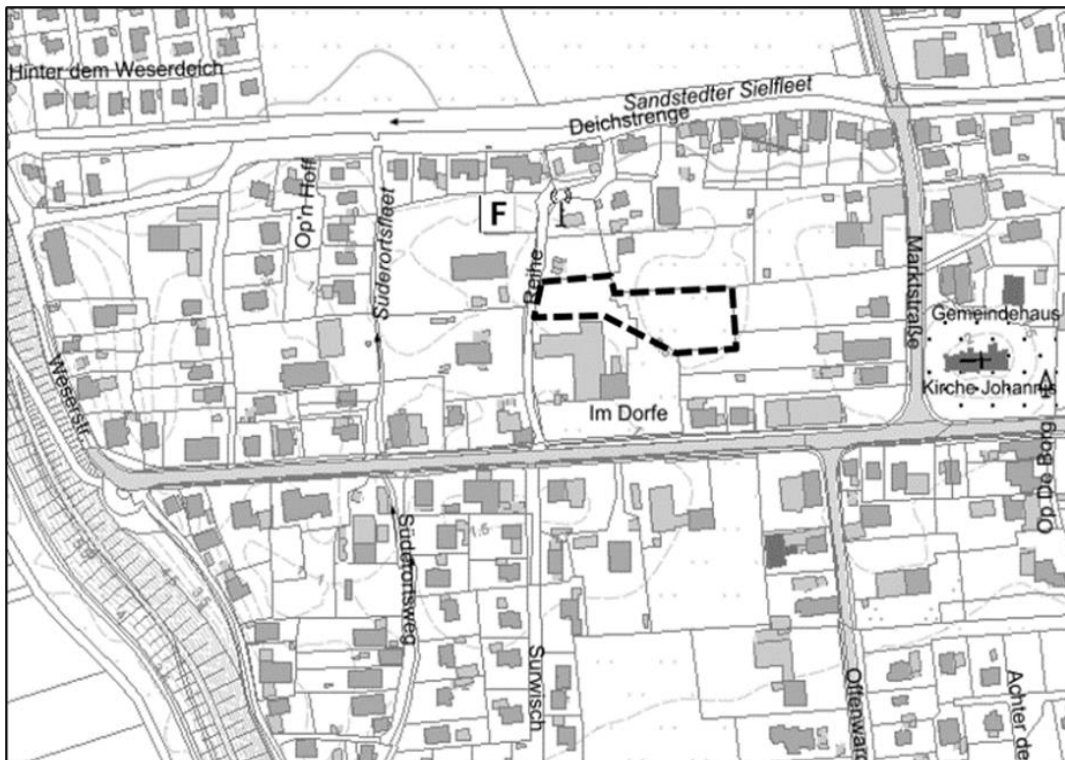 Hinter dem Weserdeich
Sandstedter Sielfleet
Deichstrenge
Op'n Hoff
Süderortsfleet
F
Reihe
Marktstraße
Gemeindehaus
Kirche Johannis
Weserstr.
Im Dorfe
Op De Borg
Süderortsweg
Surwisch
Offenward
Achter de